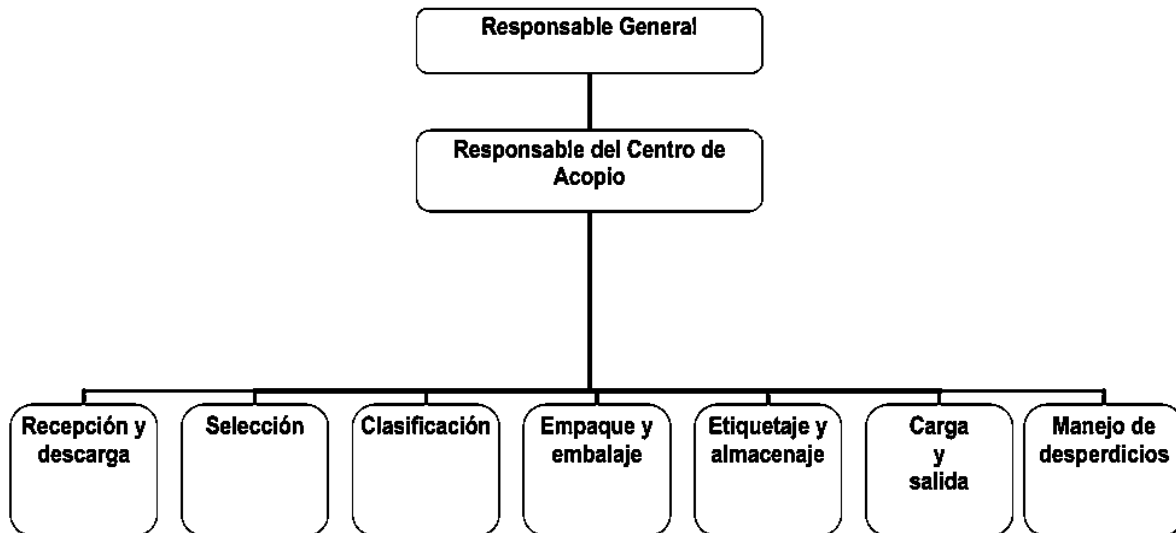 Responsable General
Responsable del Centro de
Acopio
Recepción y
descarga
Selección
Clasificación
Empaque y
embalaje
Etiquetaje y
almacenaje
Carga
y
salida
Manejo de
desperdicios